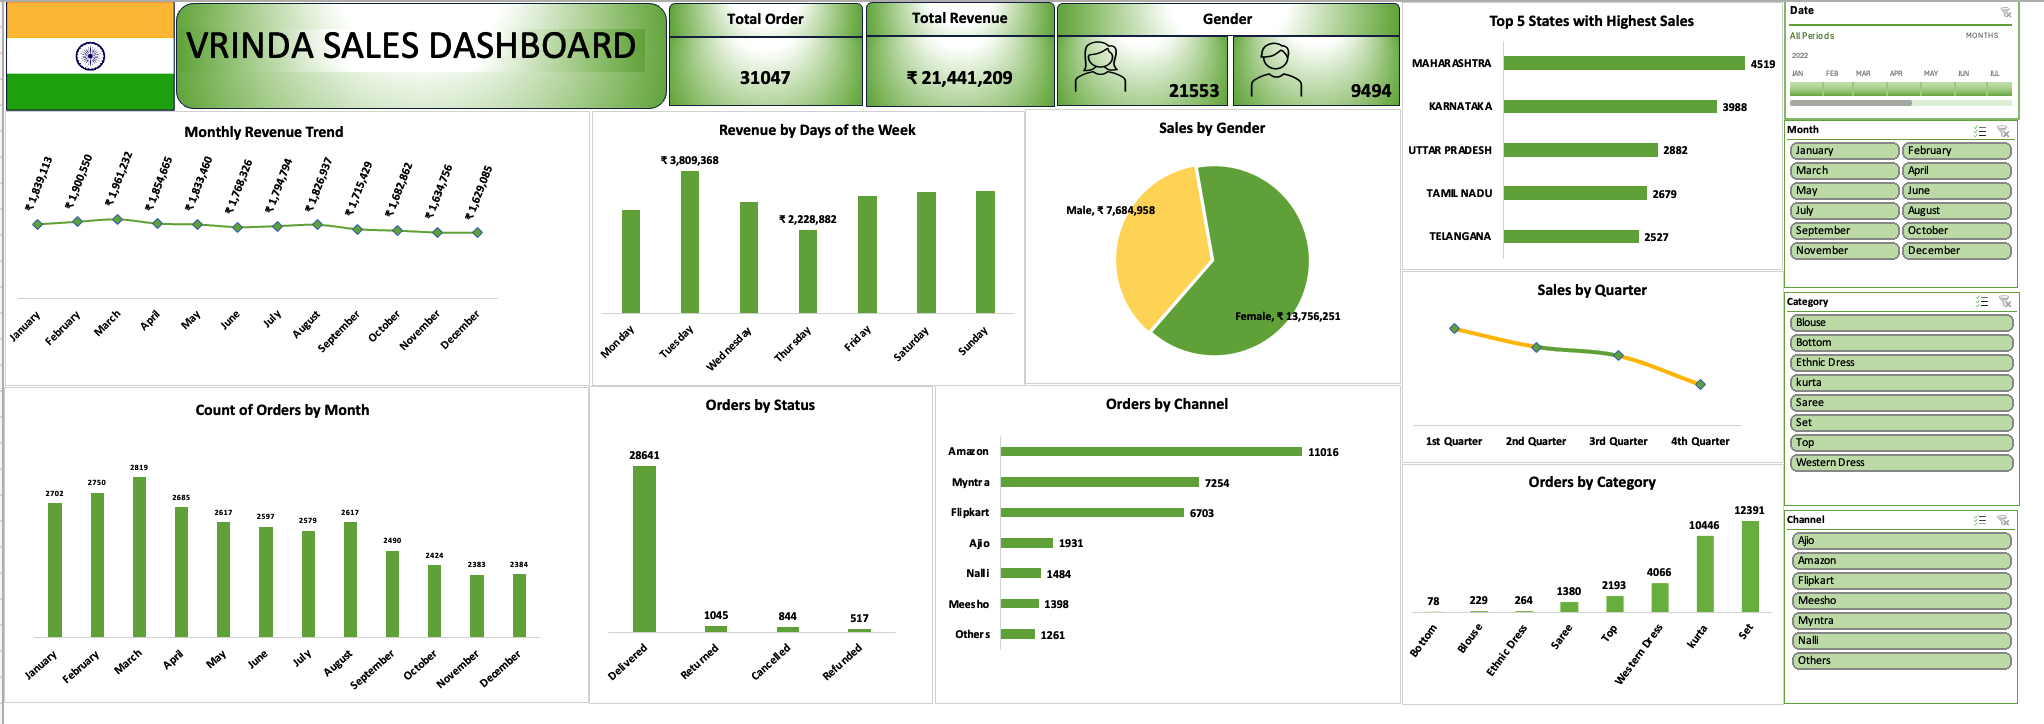 VRINDA SALES DASHBOARD
Total Order
31047
Total Revenue
₹ 21,441,209
Gender
21553
9494
Monthly Revenue Trend
₹ 1,839,113
₹ 1,900,550
₹ 1,961,232
₹ 1,854,665
₹ 1,833,460
₹ 1,768,326
₹ 1,794,794
₹ 1,826,937
₹ 1,715,429
₹ 1,682,862
₹ 1,634,756
₹ 1,629,085
January
February
March
April
May
June
July
August
September
October
November
December
Revenue by Days of the Week
₹ 3,809,368
₹ 2,228,882
Monday
Tuesday
Wednesday
Thursday
Friday
Saturday
Sunday
Sales by Gender
Male, ₹ 7,684,958
Female, ₹ 13,756,251
Top 5 States with Highest Sales
MAHARASHTRA 4519
KARNATAKA 3988
UTTAR PRADESH 2882
TAMIL NADU 2679
TELANGANA 2527
Sales by Quarter
1st Quarter 2nd Quarter 3rd Quarter 4th Quarter
Count of Orders by Month
2702
2750
2819
2685
2617
2597
2579
2617
2490
2424
2383
2384
January
February
March
April
May
June
July
August
September
October
November
December
Orders by Status
28641
1045
844
517
Delivered
Returned
Cancelled
Refunded
Orders by Channel
Amazon 11016
Myntra 7254
Flipkart 6703
Ajio 1931
Nalli 1484
Meesho 1398
Others 1261
Orders by Category
78
229
264
1380
2193
4066
10446
12391
Bottom
Blouse
Ethnic Dress
Saree
Top
Western Dress
kurta
Set
Date
All Periods MONTHS
2022
JAN FEB MAR APR MAY JUN JUL
Month
January February
March April
May June
July August
September October
November December
Category
Blouse
Bottom
Ethnic Dress
kurta
Saree
Set
Top
Western Dress
Channel
Ajio
Amazon
Flipkart
Meesho
Myntra
Nalli
Others